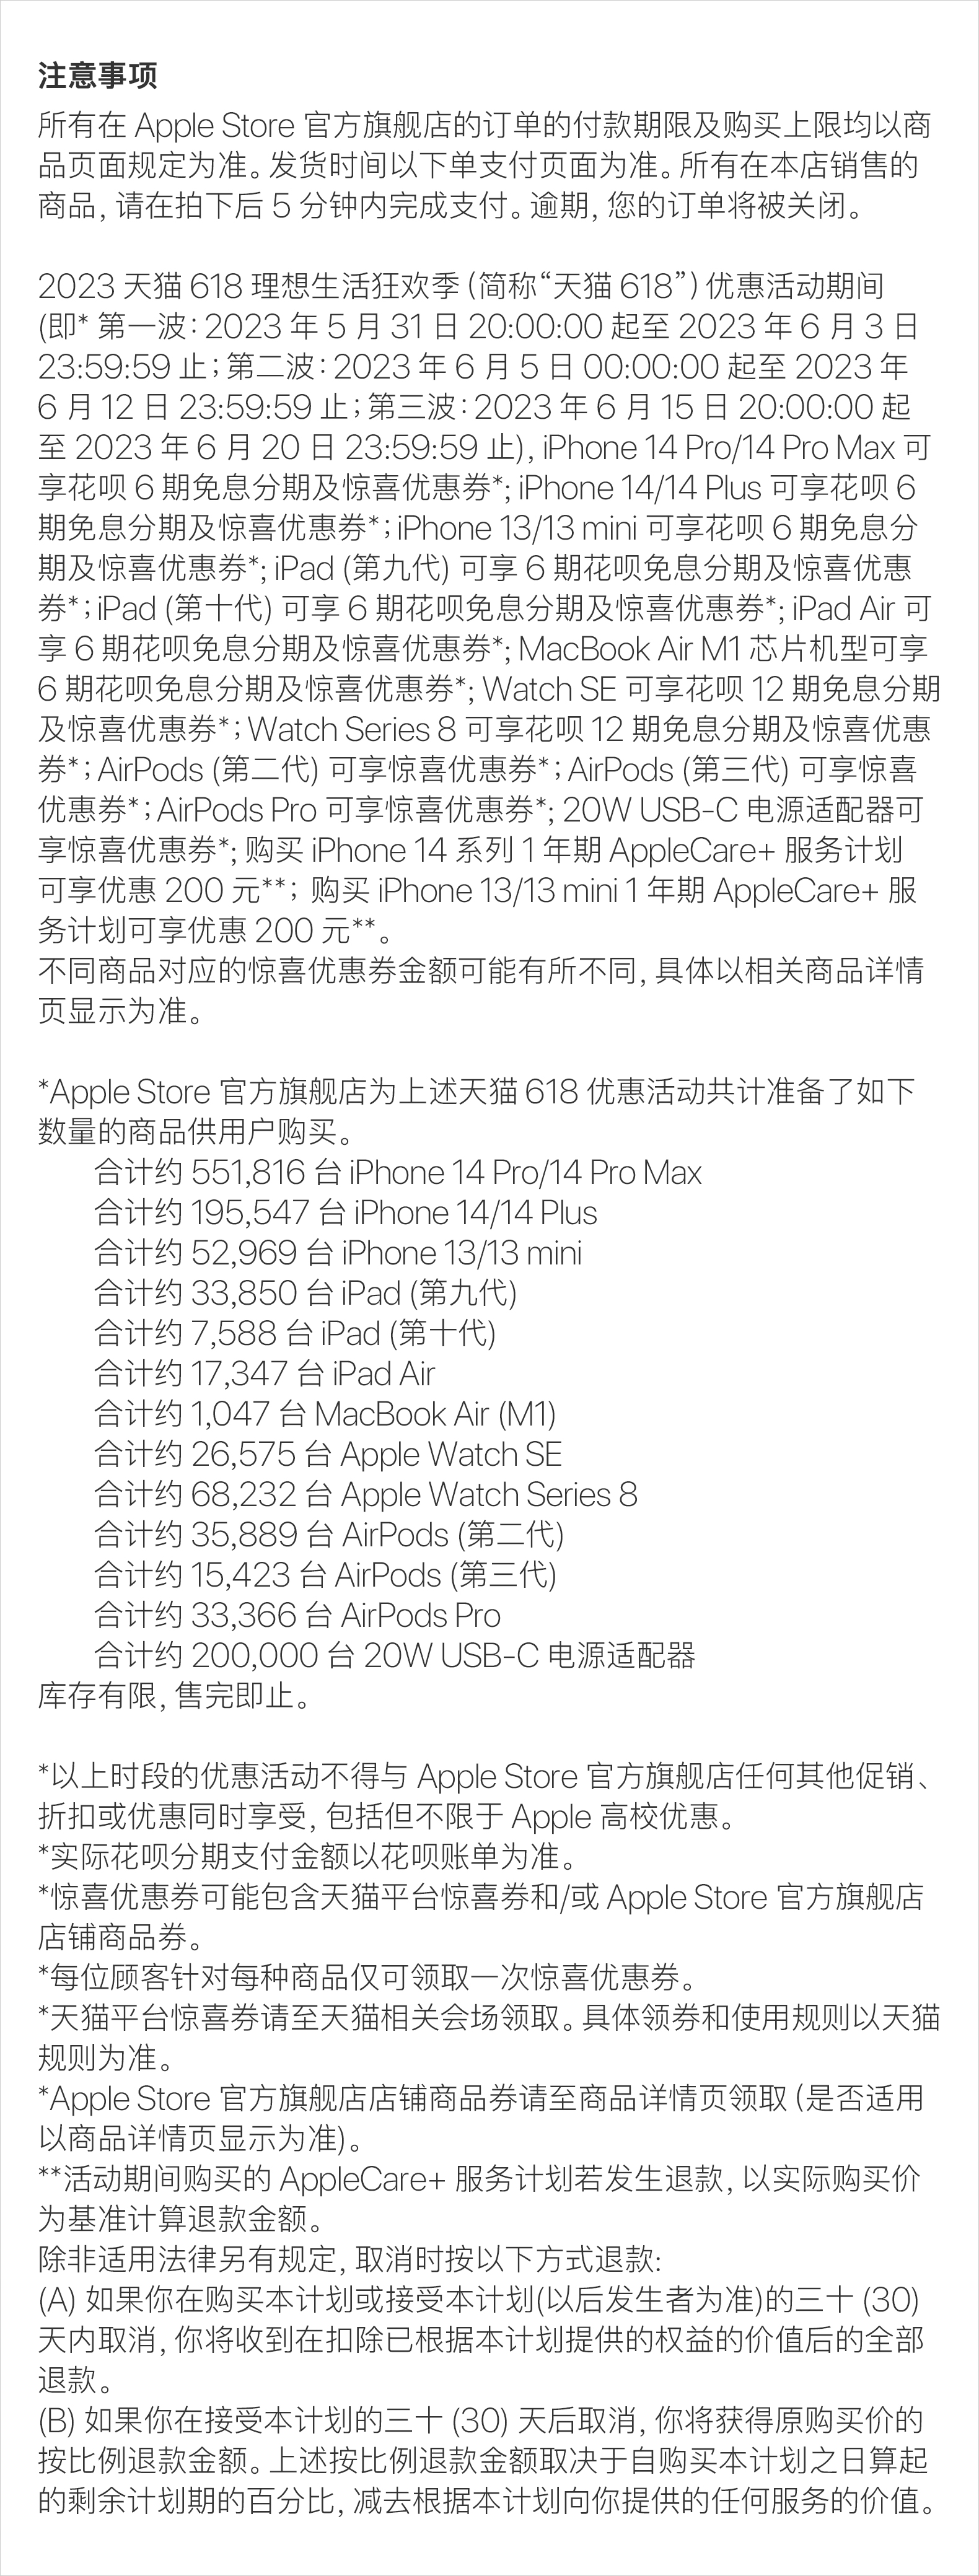 注意事项
所有在 Apple Store 官方旗舰店的订单的付款期限及购买上限均以商
品页面规定为准。发货时间以下单支付页面为准。所有在本店销售的
商品, 请在拍下后 5 分钟内完成支付。逾期, 您的订单将被关闭。
2023 天猫 618 理想生活狂欢季 (简称“天猫 618”) 优惠活动期间
(即* 第一波: 2023 年 5 月 31 日 20:00:00 起至 2023 年 6 月 3 日
23:59:59 止; 第二波: 2023 年 6 月 5 日 00:00:00 起至 2023 年
6 月 12 日 23:59:59 止; 第三波: 2023 年 6 月 15 日 20:00:00 起
至 2023 年 6 月 20 日 23:59:59 止), iPhone 14 Pro/14 Pro Max 可
享花呗 6 期免息分期及惊喜优惠券*; iPhone 14/14 Plus 可享花呗 6
期免息分期及惊喜优惠券*; iPhone 13/13 mini 可享花呗 6 期免息分
期及惊喜优惠券*; iPad (第九代) 可享 6 期花呗免息分期及惊喜优惠
券*; iPad (第十代) 可享 6 期花呗免息分期及惊喜优惠券*; iPad Air 可
享 6 期花呗免息分期及惊喜优惠券*; MacBook Air M1 芯片机型可享
6 期花呗免息分期及惊喜优惠券*; Watch SE 可享花呗 12 期免息分期
及惊喜优惠券*; Watch Series 8 可享花呗 12 期免息分期及惊喜优惠
券*; AirPods (第二代) 可享惊喜优惠券*; AirPods (第三代) 可享惊喜
优惠券*; AirPods Pro 可享惊喜优惠券*; 20W USB-C 电源适配器可
享惊喜优惠券*; 购买 iPhone 14 系列 1 年期 AppleCare+ 服务计划
可享优惠 200 元**; 购买 iPhone 13/13 mini 1 年期 AppleCare+ 服
务计划可享优惠 200 元**。
不同商品对应的惊喜优惠券金额可能有所不同, 具体以相关商品详情
页显示为准。
*Apple Store 官方旗舰店为上述天猫 618 优惠活动共计准备了如下
数量的商品供用户购买。
合计约 551,816 台 iPhone 14 Pro/14 Pro Max
合计约 195,547 台 iPhone 14/14 Plus
合计约 52,969 台 iPhone 13/13 mini
合计约 33,850 台 iPad (第九代)
合计约 7,588 台 iPad (第十代)
合计约 17,347 台 iPad Air
合计约 1,047 台 MacBook Air (M1)
合计约 26,575 台 Apple Watch SE
合计约 68,232 台 Apple Watch Series 8
合计约 35,889 台 AirPods (第二代)
合计约 15,423 台 AirPods (第三代)
合计约 33,366 台 AirPods Pro
合计约 200,000 台 20W USB-C 电源适配器
库存有限, 售完即止。
*以上时段的优惠活动不得与 Apple Store 官方旗舰店任何其他促销、
折扣或优惠同时享受, 包括但不限于 Apple 高校优惠。
*实际花呗分期支付金额以花呗账单为准。
*惊喜优惠券可能包含天猫平台惊喜券和/或 Apple Store 官方旗舰店
店铺商品券。
*每位顾客针对每种商品仅可领取一次惊喜优惠券。
*天猫平台惊喜券请至天猫相关会场领取。具体领券和使用规则以天猫
规则为准。
*Apple Store 官方旗舰店店铺商品券请至商品详情页领取 (是否适用
以商品详情页显示为准)。
**活动期间购买的 AppleCare+ 服务计划若发生退款, 以实际购买价
为基准计算退款金额。
除非适用法律另有规定, 取消时按以下方式退款:
(A) 如果你在购买本计划或接受本计划(以后发生者为准)的三十 (30)
天内取消, 你将收到在扣除已根据本计划提供的权益的价值后的全部
退款。
(B) 如果你在接受本计划的三十 (30) 天后取消, 你将获得原购买价的
按比例退款金额。上述按比例退款金额取决于自购买本计划之日算起
的剩余计划期的百分比, 减去根据本计划向你提供的任何服务的价值。